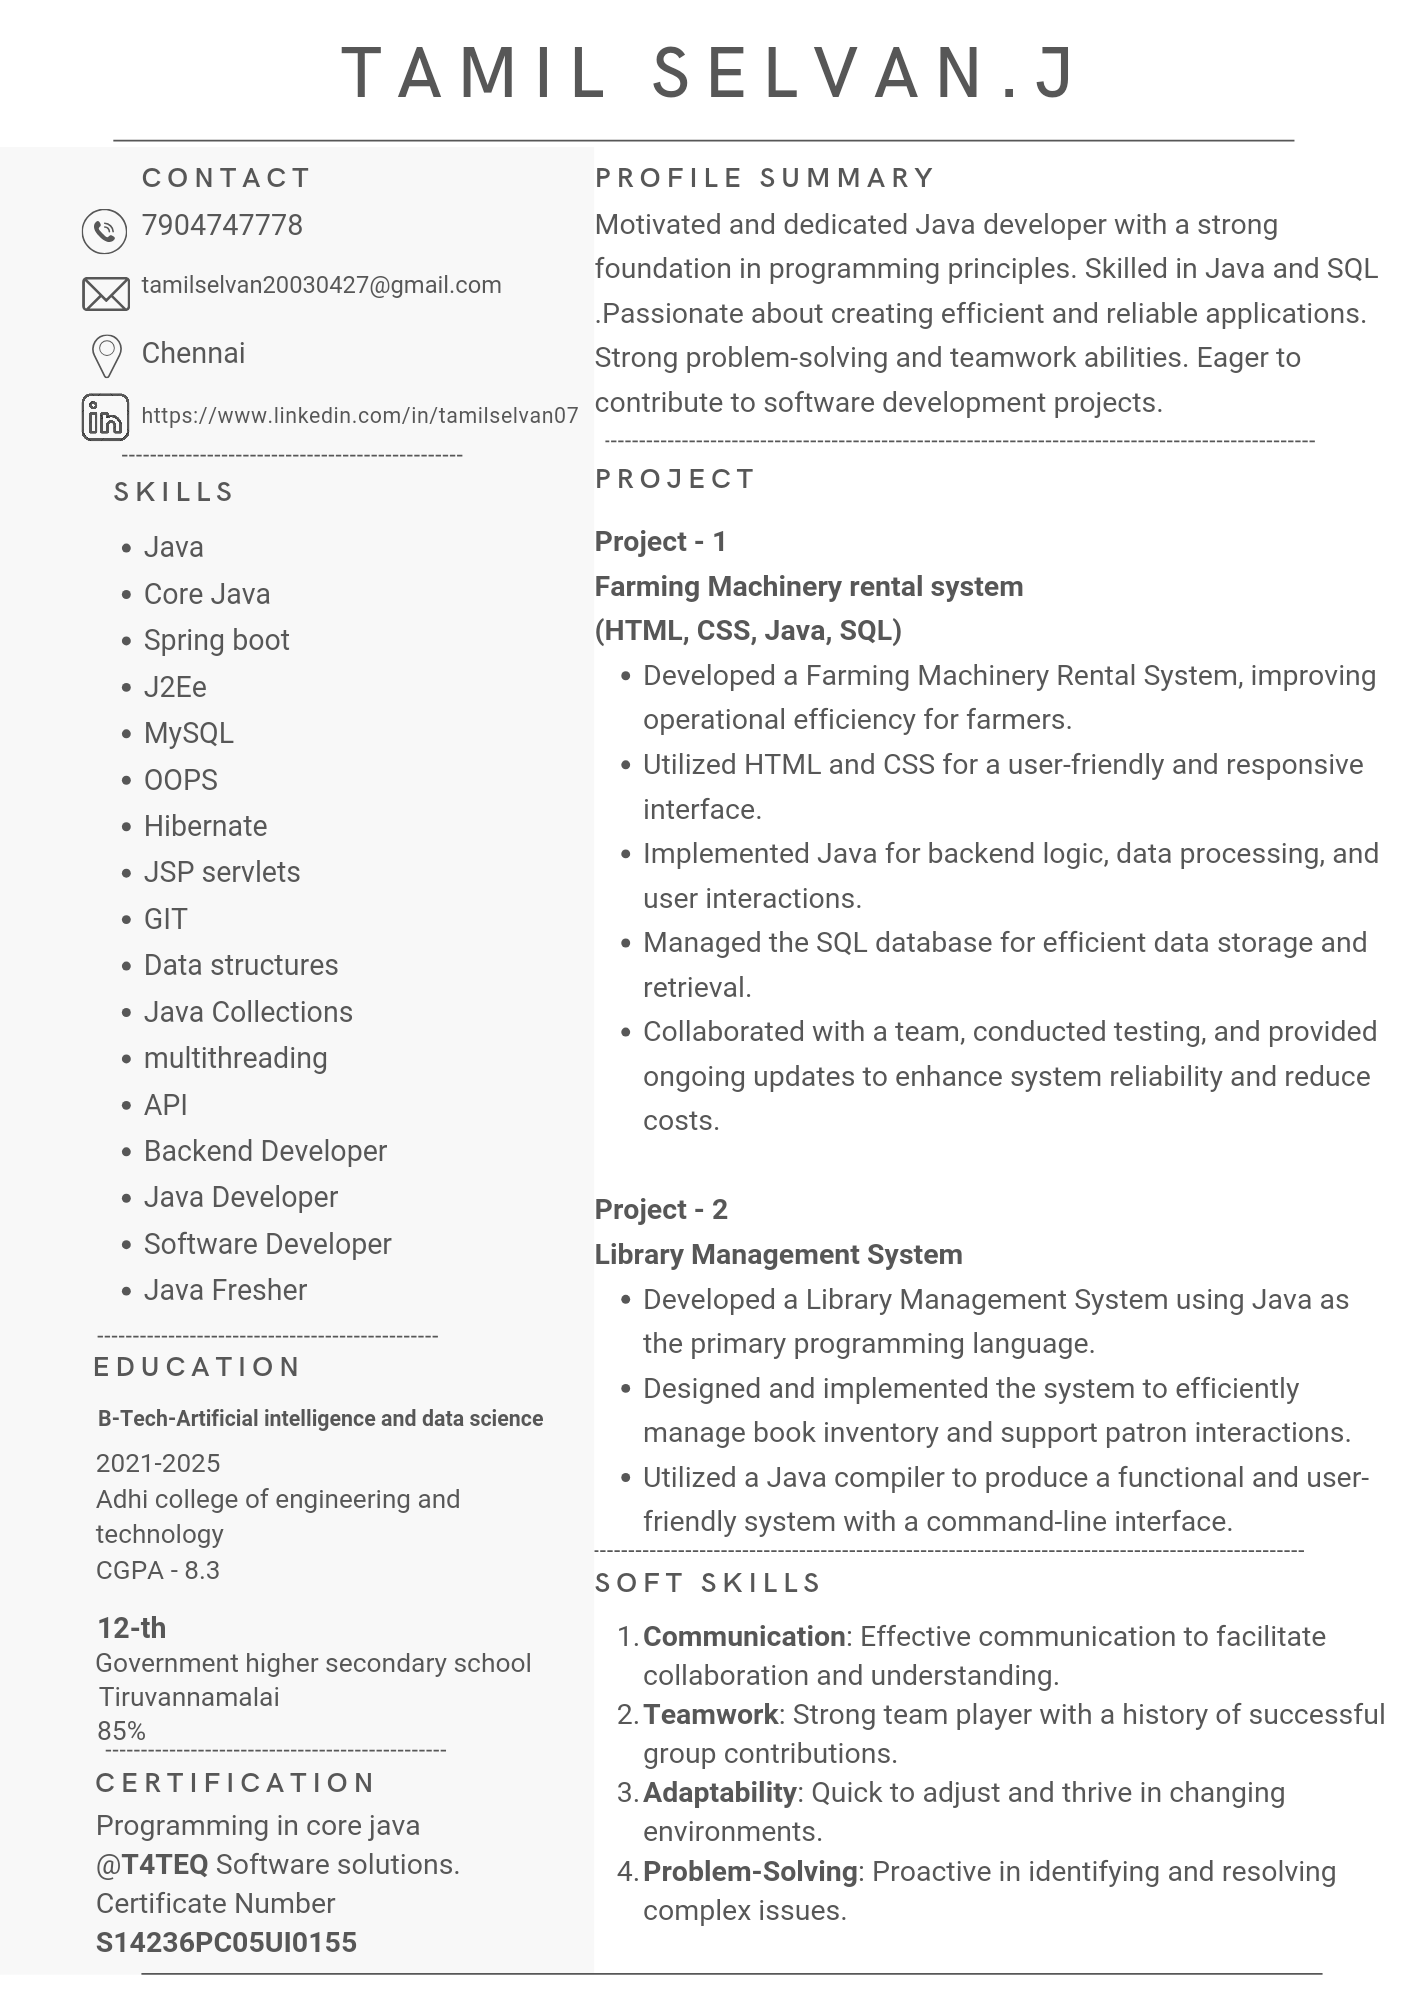 TAMIL SELVAN.J
CONTACT
7904747778
tamilselvan20030427@gmail.com
Chennai
in https://www.linkedin.com/in/tamilselvan07
------------------------------------------------
SKILLS
• Java
• Core Java
• Spring boot
• J2Ee
• MySQL
• OOPS
• Hibernate
• JSP servlets
• GIT
• Data structures
• Java Collections
• multithreading
• API
• Backend Developer
• Java Developer
• Software Developer
• Java Fresher
------------------------------------------------
EDUCATION
B-Tech-Artificial intelligence and data science
2021-2025
Adhi college of engineering and
technology
CGPA - 8.3
12-th
Government higher secondary school
Tiruvannamalai
85%
------------------------------------------------
CERTIFICATION
Programming in core java
@T4TEQ Software solutions.
Certificate Number
S14236PC05UI0155
PROFILE SUMMARY
Motivated and dedicated Java developer with a strong
foundation in programming principles. Skilled in Java and SQL
.Passionate about creating efficient and reliable applications.
Strong problem-solving and teamwork abilities. Eager to
contribute to software development projects.
----------------------------------------------------------------------------------------------------
PROJECT
Project - 1
Farming Machinery rental system
(HTML, CSS, Java, SQL)
• Developed a Farming Machinery Rental System, improving
operational efficiency for farmers.
• Utilized HTML and CSS for a user-friendly and responsive
interface.
• Implemented Java for backend logic, data processing, and
user interactions.
• Managed the SQL database for efficient data storage and
retrieval.
• Collaborated with a team, conducted testing, and provided
ongoing updates to enhance system reliability and reduce
costs.
Project - 2
Library Management System
• Developed a Library Management System using Java as
the primary programming language.
• Designed and implemented the system to efficiently
manage book inventory and support patron interactions.
• Utilized a Java compiler to produce a functional and user-
friendly system with a command-line interface.
----------------------------------------------------------------------------------------------------
SOFT SKILLS
1. Communication: Effective communication to facilitate
collaboration and understanding.
2. Teamwork: Strong team player with a history of successful
group contributions.
3. Adaptability: Quick to adjust and thrive in changing
environments.
4. Problem-Solving: Proactive in identifying and resolving
complex issues.